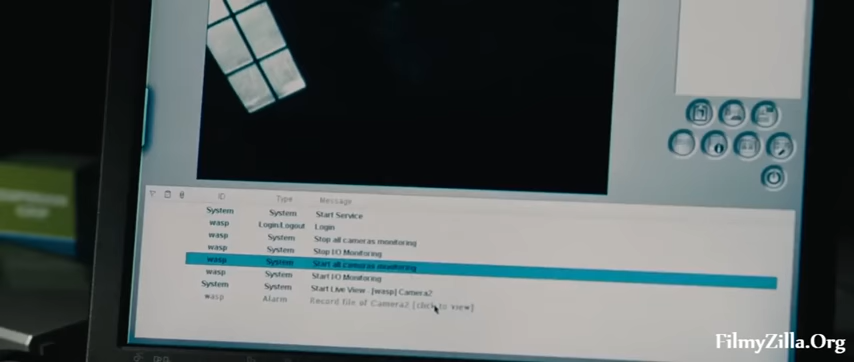 ID Type Message
System System Start Service
wasp Login/Logout Login
wasp System Stop all cameras monitoring
wasp System Stop IO Monitoring
wasp System Start all cameras monitoring
wasp System Start IO Monitoring
System System Start Live View - [wasp] Camera2
wasp Alarm Record file of Camera2 [click to view]
FilmyZilla.Org